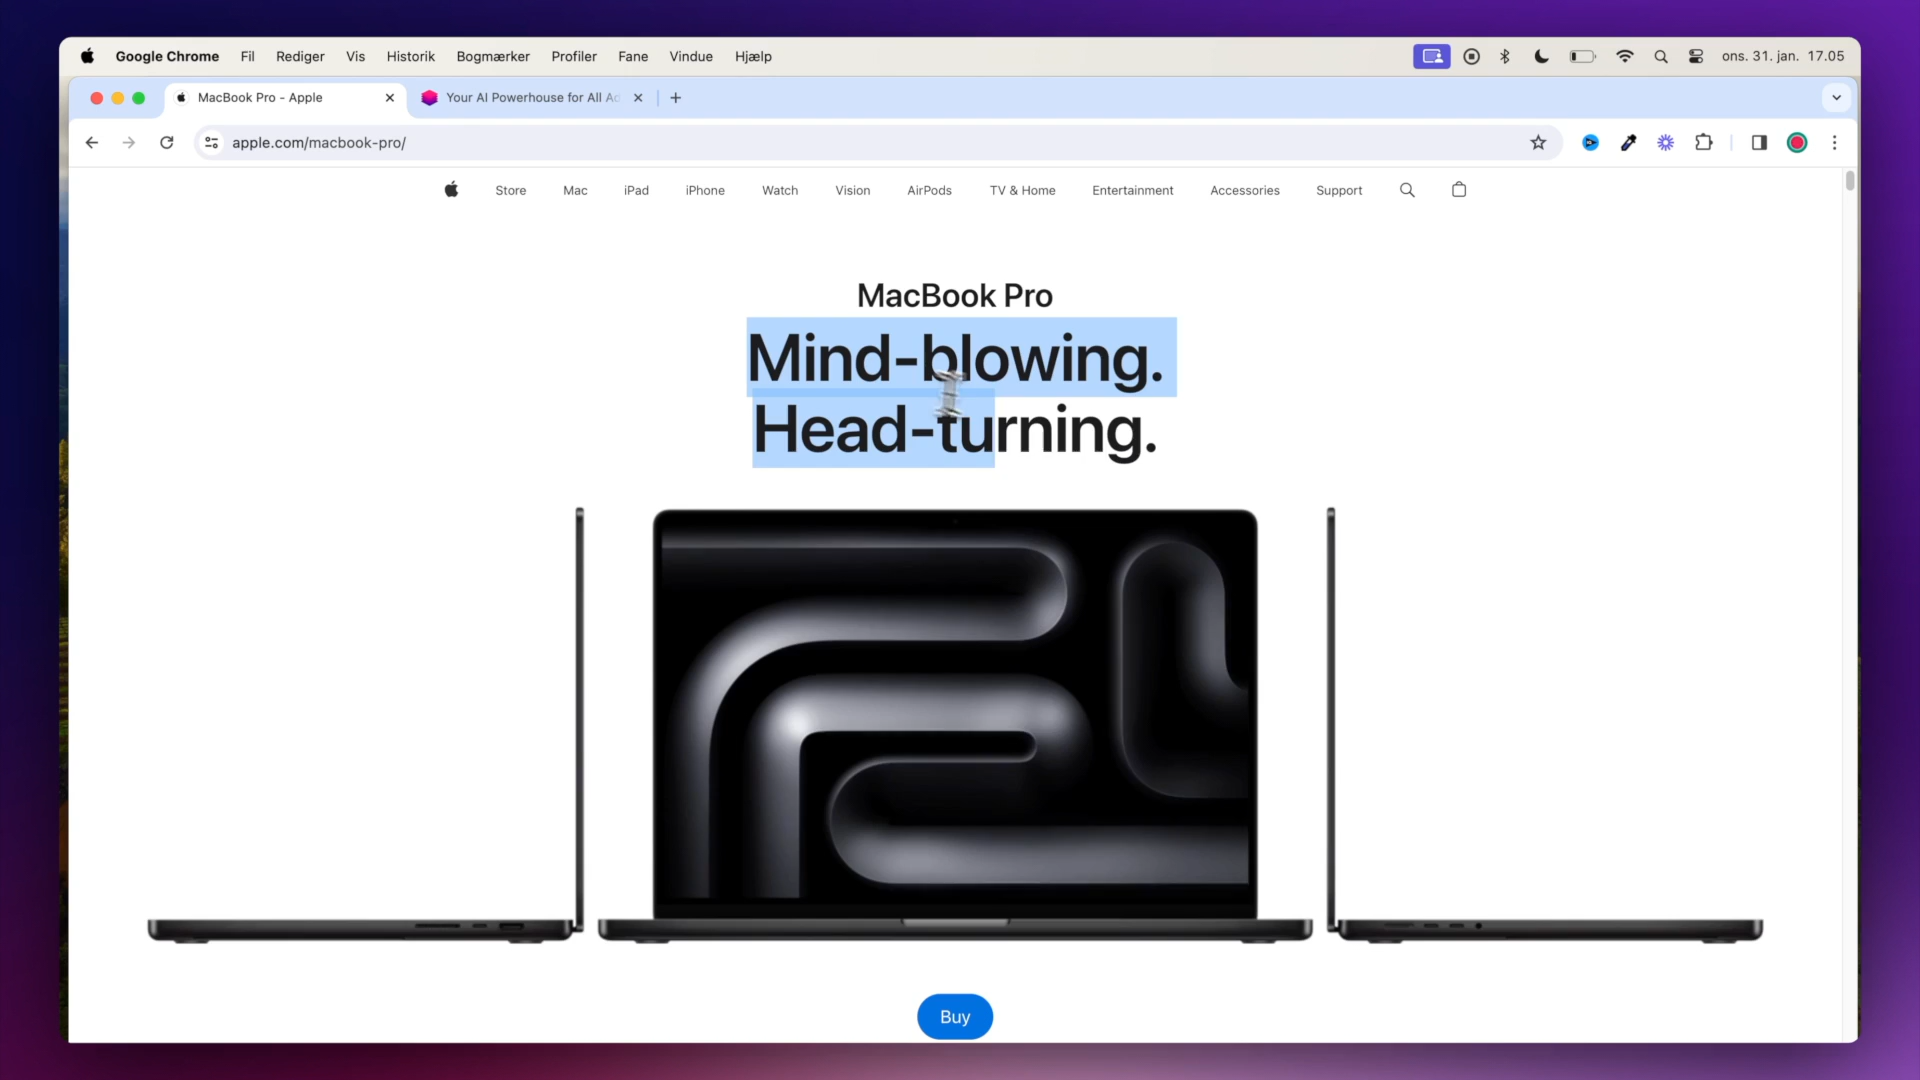 Google Chrome Fil Rediger Vis Historik Bogmærker Profiler Fane Vindue Hjælp ons. 31. jan. 17.05
MacBook Pro - Apple Your AI Powerhouse for All Ad
apple.com/macbook-pro/
Store Mac iPad iPhone Watch Vision AirPods TV & Home Entertainment Accessories Support
MacBook Pro
Mind-blowing.
Head-turning.
Buy